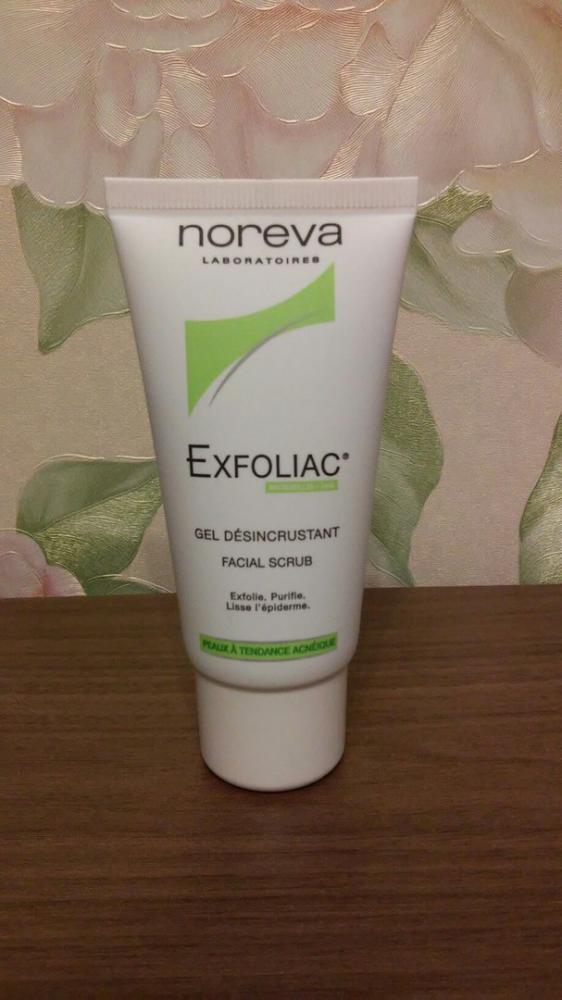 noreva
LABORATOIRES
EXFOLIAC®
GEL DÉSINCRUSTANT
FACIAL SCRUB
Exfolie. Purifie.
Lisse l'épiderme.
PEAUX À TENDANCE ACNÉIQUE